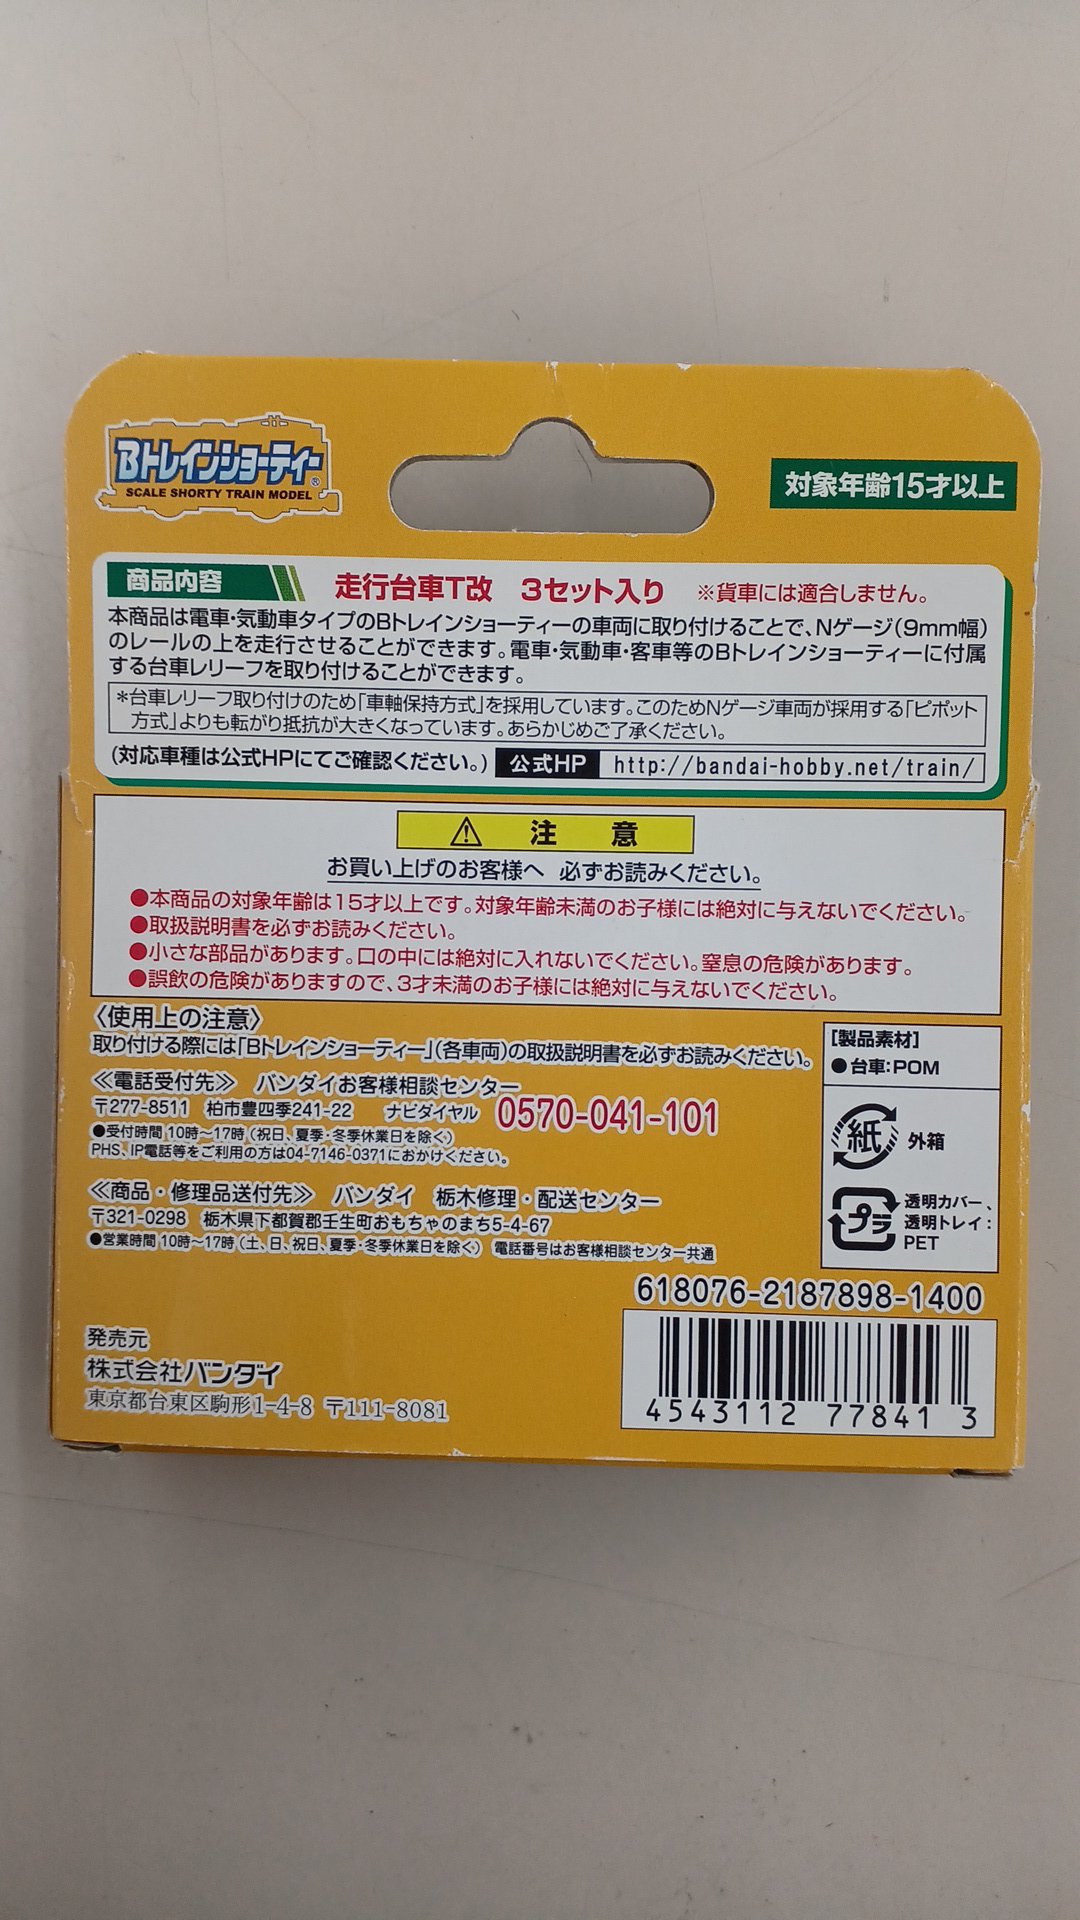 Bトレインショーティー®
SCALE SHORTY TRAIN MODEL
対象年齢15才以上
商品内容
走行台車T改 3セット入り ※貨車には適合しません。
本商品は電車・気動車タイプのBトレインショーティーの車両に取り付けることで、Nゲージ(9mm幅)
のレールの上を走行させることができます。電車・気動車・客車等のBトレインショーティーに付属
する台車レリーフを取り付けることができます。
*台車レリーフ取り付けのため「車軸保持方式」を採用しています。このためNゲージ車両が採用する「ピボット
方式」よりも転がり抵抗が大きくなっています。あらかじめご了承ください。
(対応車種は公式HPにてご確認ください。) 公式HP http://bandai-hobby.net/train/
⚠ 注意
お買い上げのお客様へ 必ずお読みください。
●本商品の対象年齢は15才以上です。対象年齢未満のお子様には絶対に与えないでください。
●取扱説明書を必ずお読みください。
●小さな部品があります。口の中には絶対に入れないでください。窒息の危険があります。
●誤飲の危険がありますので、3才未満のお子様には絶対に与えないでください。
〈使用上の注意〉
取り付ける際には「Bトレインショーティー」(各車両)の取扱説明書を必ずお読みください。
≪電話受付先≫ バンダイお客様相談センター
〒277-8511 柏市豊四季241-22 ナビダイヤル 0570-041-101
●受付時間 10時〜17時(祝日、夏季・冬季休業日を除く)
PHS、IP電話等をご利用の方は04-7146-0371におかけください。
≪商品・修理品送付先≫ バンダイ 栃木修理・配送センター
〒321-0298 栃木県下都賀郡壬生町おもちゃのまち5-4-67
●営業時間 10時〜17時(土、日、祝日、夏季・冬季休業日を除く) 電話番号はお客様相談センター共通
[製品素材]
●台車:POM
紙 外箱
プラ 透明カバー、
透明トレイ:
PET
618076-2187898-1400
発売元
株式会社バンダイ
東京都台東区駒形1-4-8 〒111-8081
4543112 778413